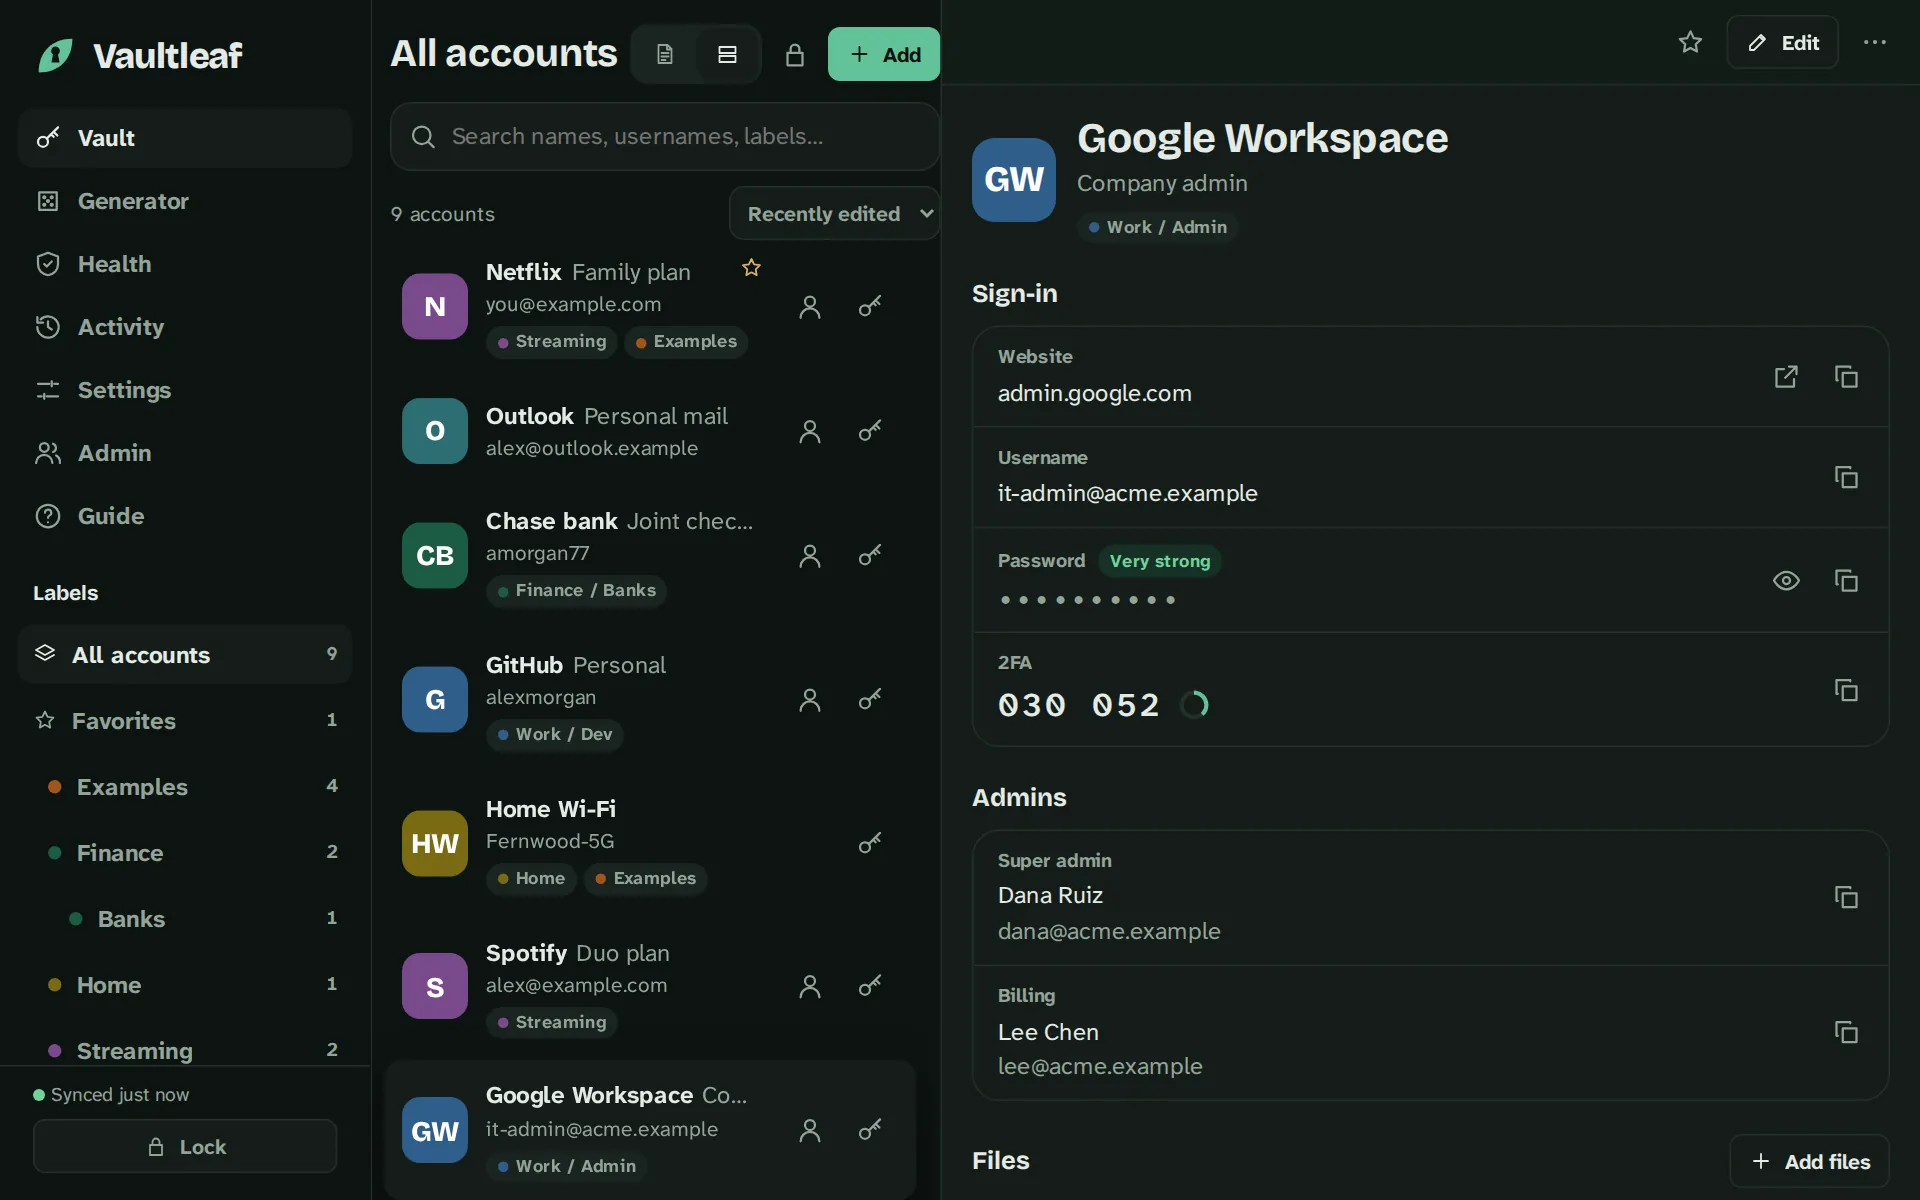 Vaultleaf
Vault
Generator
Health
Activity
Settings
Admin
Guide
Labels
All accounts 9
Favorites 1
Examples 4
Finance 2
Banks 1
Home 1
Streaming 2
Synced just now
Lock
All accounts
Add
Search names, usernames, labels...
9 accounts
Recently edited
N
Netflix Family plan
you@example.com
Streaming Examples
O
Outlook Personal mail
alex@outlook.example
CB
Chase bank Joint chec...
amorgan77
Finance / Banks
G
GitHub Personal
alexmorgan
Work / Dev
HW
Home Wi-Fi
Fernwood-5G
Home Examples
S
Spotify Duo plan
alex@example.com
Streaming
GW
Google Workspace Co...
it-admin@acme.example
Work / Admin
Edit
GW
Google Workspace
Company admin
Work / Admin
Sign-in
Website
admin.google.com
Username
it-admin@acme.example
Password Very strong
••••••••••
2FA
030 052
Admins
Super admin
Dana Ruiz
dana@acme.example
Billing
Lee Chen
lee@acme.example
Files
Add files